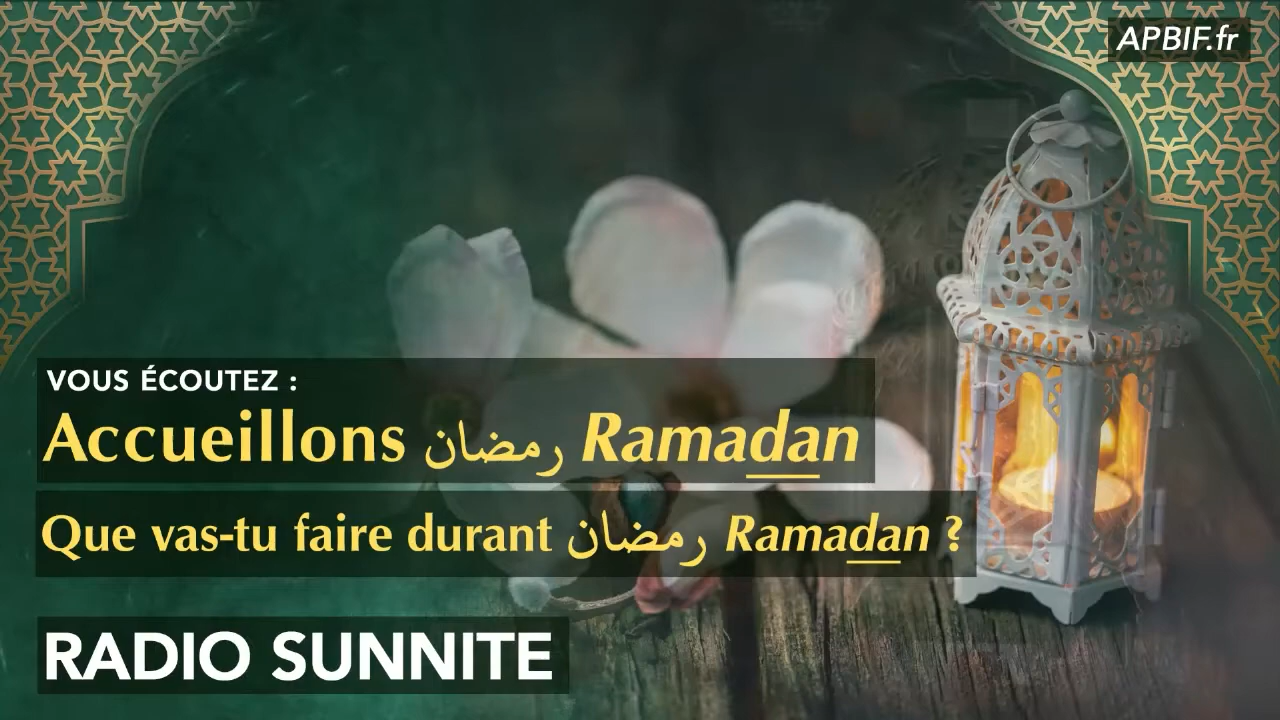 APBIF.fr
VOUS ÉCOUTEZ :
Accueillons رمضان Ramadan
Que vas-tu faire durant رمضان Ramadan ?
RADIO SUNNITE